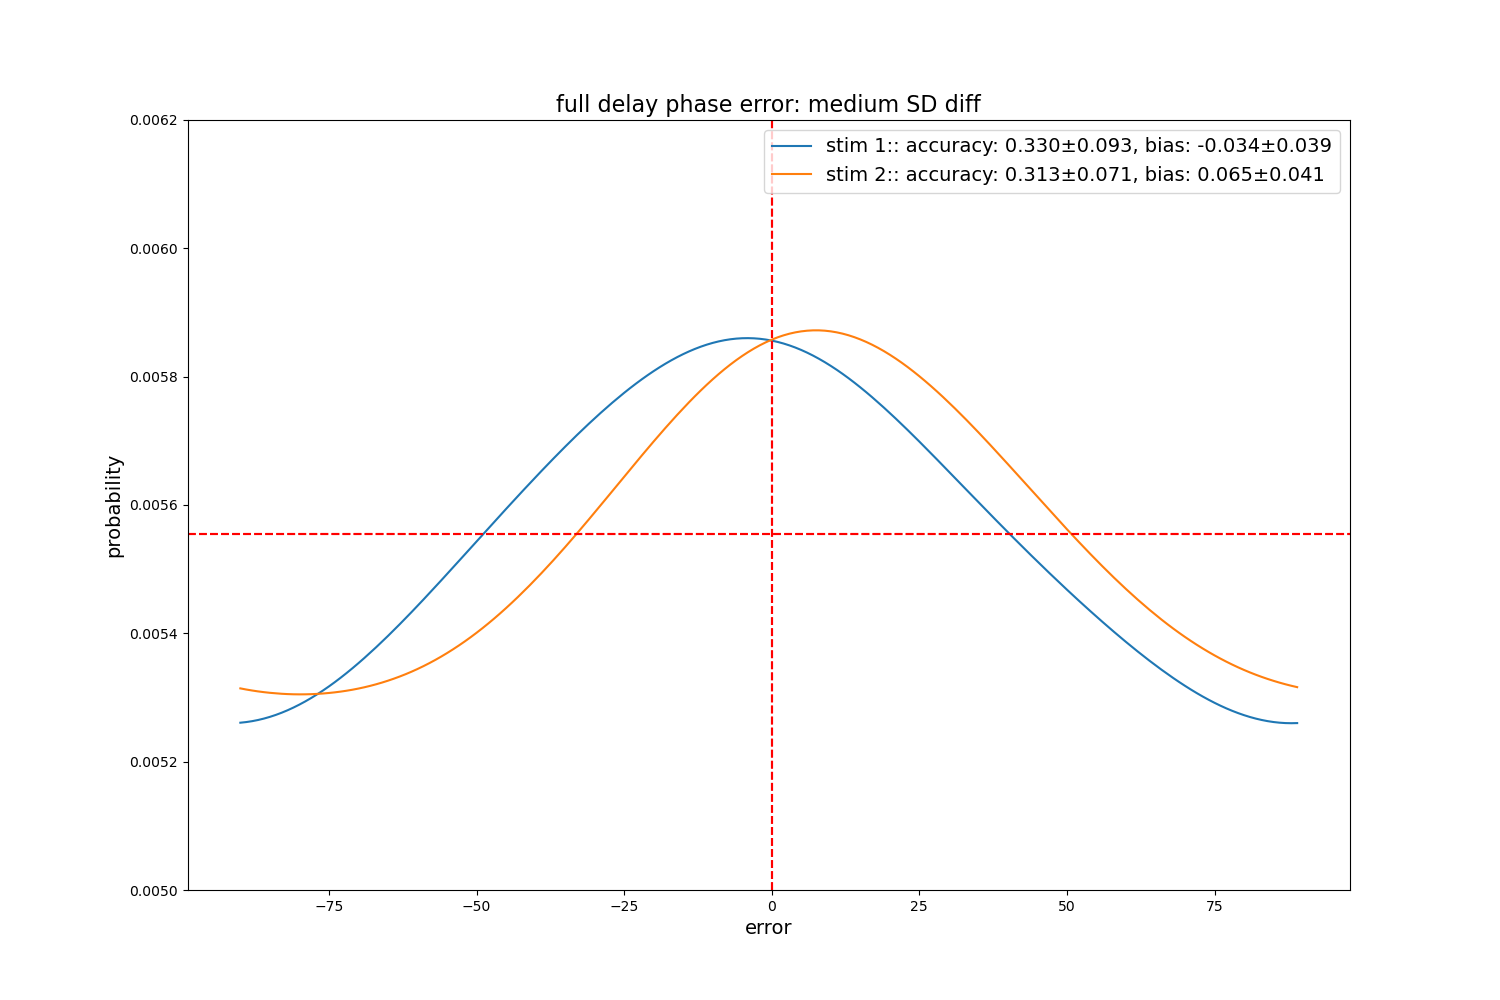 full delay phase error: medium SD diff
stim 1:: accuracy: 0.330±0.093, bias: -0.034±0.039
stim 2:: accuracy: 0.313±0.071, bias: 0.065±0.041
0.0062
0.0060
0.0058
0.0056
0.0054
0.0052
0.0050
probability
−75 −50 −25 0 25 50 75
error